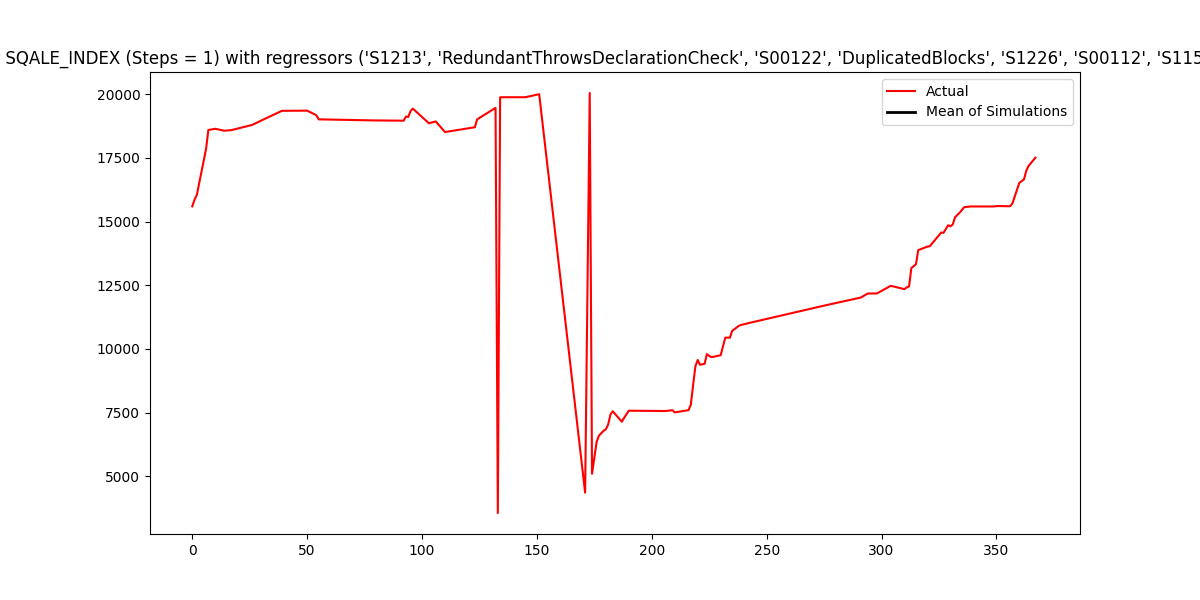 SQALE_INDEX (Steps = 1) with regressors ('S1213', 'RedundantThrowsDeclarationCheck', 'S00122', 'DuplicatedBlocks', 'S1226', 'S00112', 'S115
Actual
Mean of Simulations
20000
17500
15000
12500
10000
7500
5000
0 50 100 150 200 250 300 350